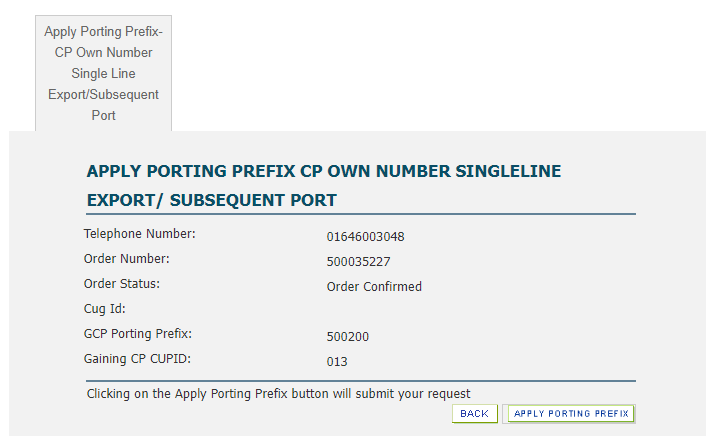 Apply Porting Prefix-
CP Own Number
Single Line
Export/Subsequent
Port
APPLY PORTING PREFIX CP OWN NUMBER SINGLELINE
EXPORT/ SUBSEQUENT PORT
Telephone Number: 01646003048
Order Number: 500035227
Order Status: Order Confirmed
Cug Id:
GCP Porting Prefix: 500200
Gaining CP CUPID: 013
Clicking on the Apply Porting Prefix button will submit your request
BACK APPLY PORTING PREFIX